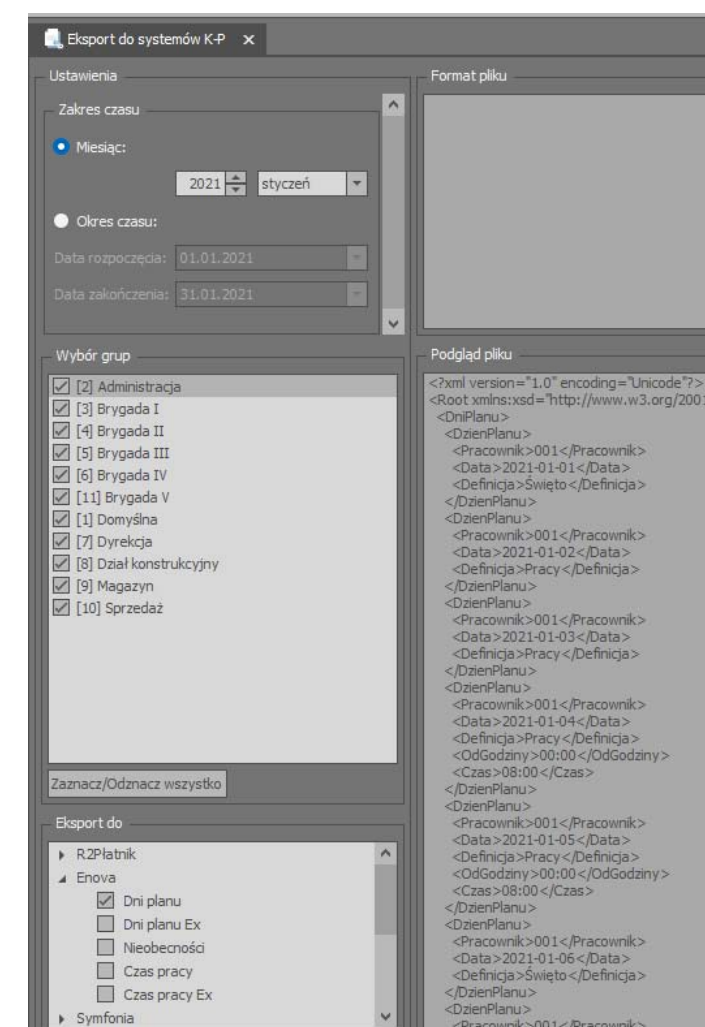 Eksport do systemów K-P
Ustawienia
Zakres czasu
Miesiąc:
2021 styczeń
Okres czasu:
Data rozpoczęcia: 01.01.2021
Data zakończenia: 31.01.2021
Wybór grup
[2] Administracja
[3] Brygada I
[4] Brygada II
[5] Brygada III
[6] Brygada IV
[11] Brygada V
[1] Domyślna
[7] Dyrekcja
[8] Dział konstrukcyjny
[9] Magazyn
[10] Sprzedaż
Zaznacz/Odznacz wszystko
Eksport do
R2Płatnik
Enova
Dni planu
Dni planu Ex
Nieobecności
Czas pracy
Czas pracy Ex
Symfonia
Format pliku
Podgląd pliku
<?xml version="1.0" encoding="Unicode"?>
<Root xmlns:xsd="http://www.w3.org/200
<DniPlanu>
<DzienPlanu>
<Pracownik>001</Pracownik>
<Data>2021-01-01</Data>
<Definicja>Święto</Definicja>
</DzienPlanu>
<DzienPlanu>
<Pracownik>001</Pracownik>
<Data>2021-01-02</Data>
<Definicja>Pracy</Definicja>
</DzienPlanu>
<DzienPlanu>
<Pracownik>001</Pracownik>
<Data>2021-01-03</Data>
<Definicja>Pracy</Definicja>
</DzienPlanu>
<DzienPlanu>
<Pracownik>001</Pracownik>
<Data>2021-01-04</Data>
<Definicja>Pracy</Definicja>
<OdGodziny>00:00</OdGodziny>
<Czas>08:00</Czas>
</DzienPlanu>
<DzienPlanu>
<Pracownik>001</Pracownik>
<Data>2021-01-05</Data>
<Definicja>Pracy</Definicja>
<OdGodziny>00:00</OdGodziny>
<Czas>08:00</Czas>
</DzienPlanu>
<DzienPlanu>
<Pracownik>001</Pracownik>
<Data>2021-01-06</Data>
<Definicja>Święto</Definicja>
</DzienPlanu>
<DzienPlanu>
<Pracownik>001</Pracownik>